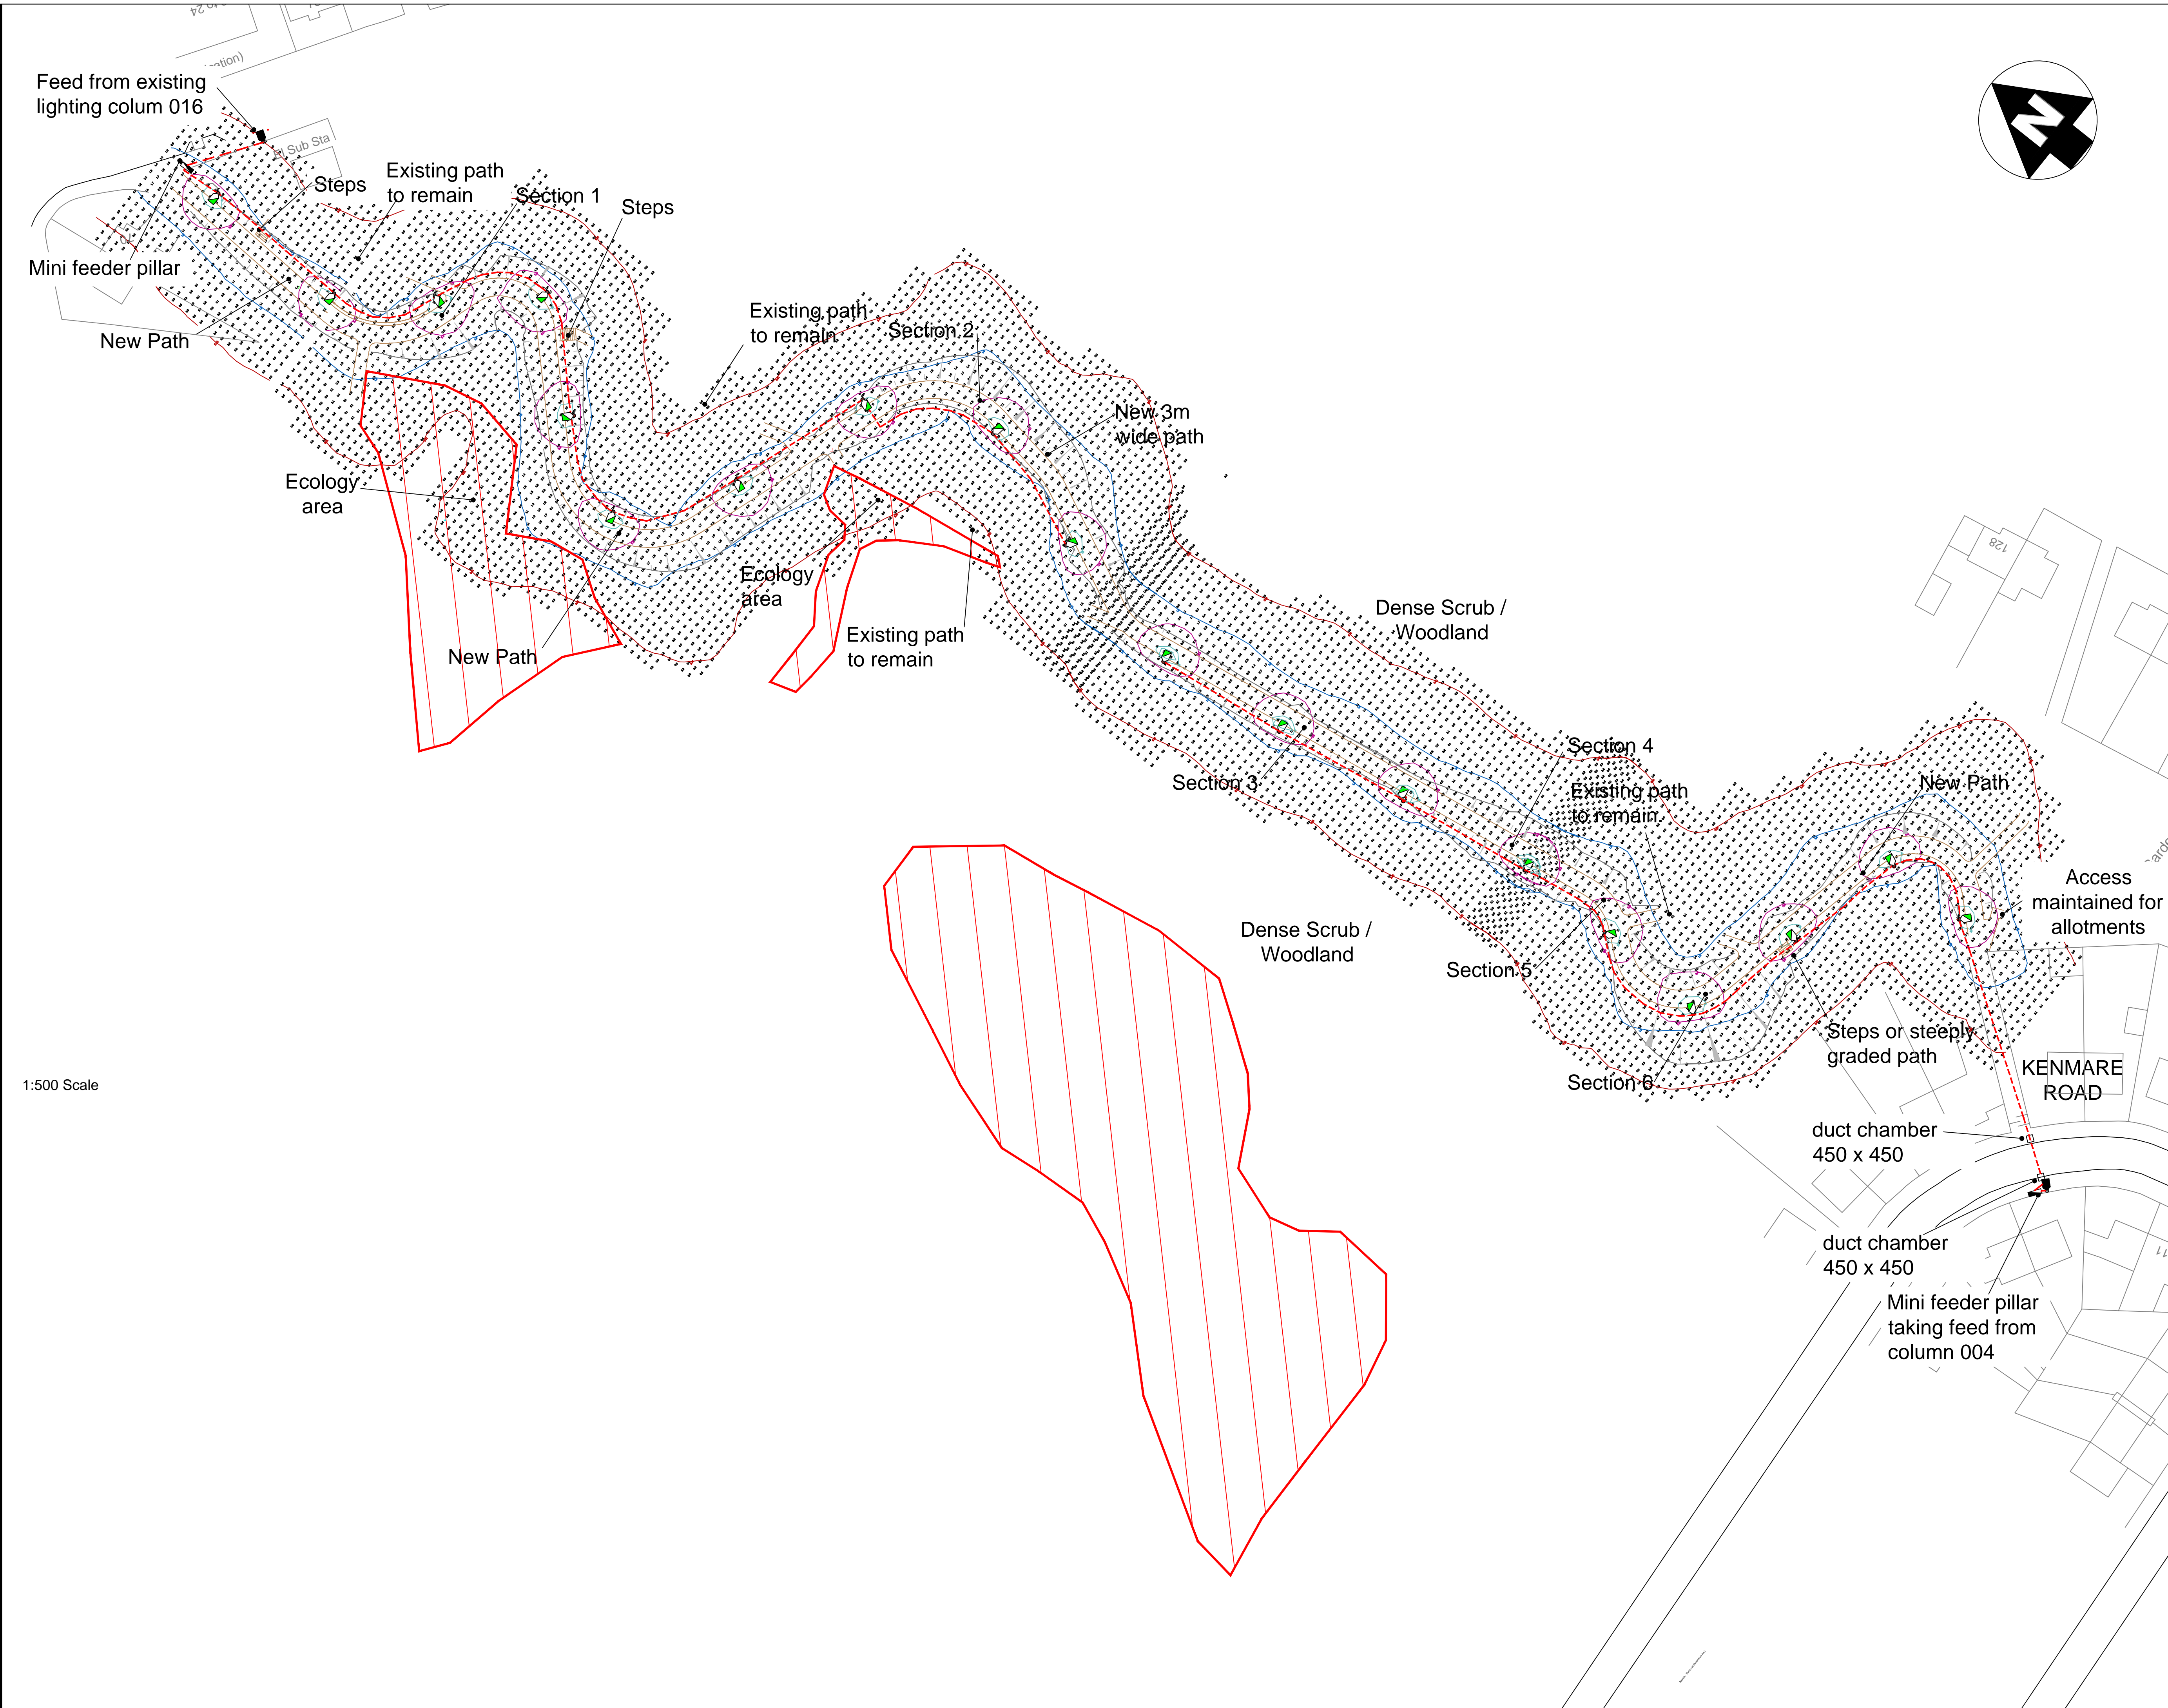 Feed from existing
lighting colum 016
El Sub Sta
Steps
Existing path
to remain
Section 1
Steps
N
Mini feeder pillar
New Path
70
Existing path
to remain
Section 2
New 3m
wide path
Ecology
area
Ecology
area
New Path
Existing path
to remain
128
Dense Scrub /
Woodland
Section 3
Section 4
Existing path
to remain
New Path
Access
maintained for
allotments
Dense Scrub /
Woodland
Section 5
Section 6
Steps or steeply
graded path
KENMARE
ROAD
1:500 Scale
duct chamber
450 x 450
duct chamber
450 x 450
Mini feeder pillar
taking feed from
column 004